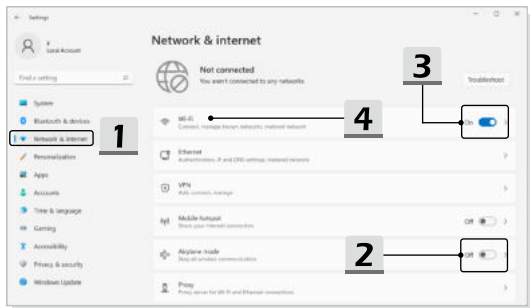 Settings
Local Account
Find a setting
System
Bluetooth & devices
Network & internet
Personalization
Apps
Accounts
Time & language
Gaming
Accessibility
Privacy & security
Windows Update
1
Network & internet
Not connected
You aren't connected to any networks
Troubleshoot
3
Wi-Fi
Connect, manage known networks, metered network
4
On
Ethernet
Authentication, IP and DNS settings, metered network
VPN
Add, connect, manage
Mobile hotspot
Share your internet connection
Off
Airplane mode
Stop all wireless communication
2
Off
Proxy
Proxy server for Wi-Fi and Ethernet connections